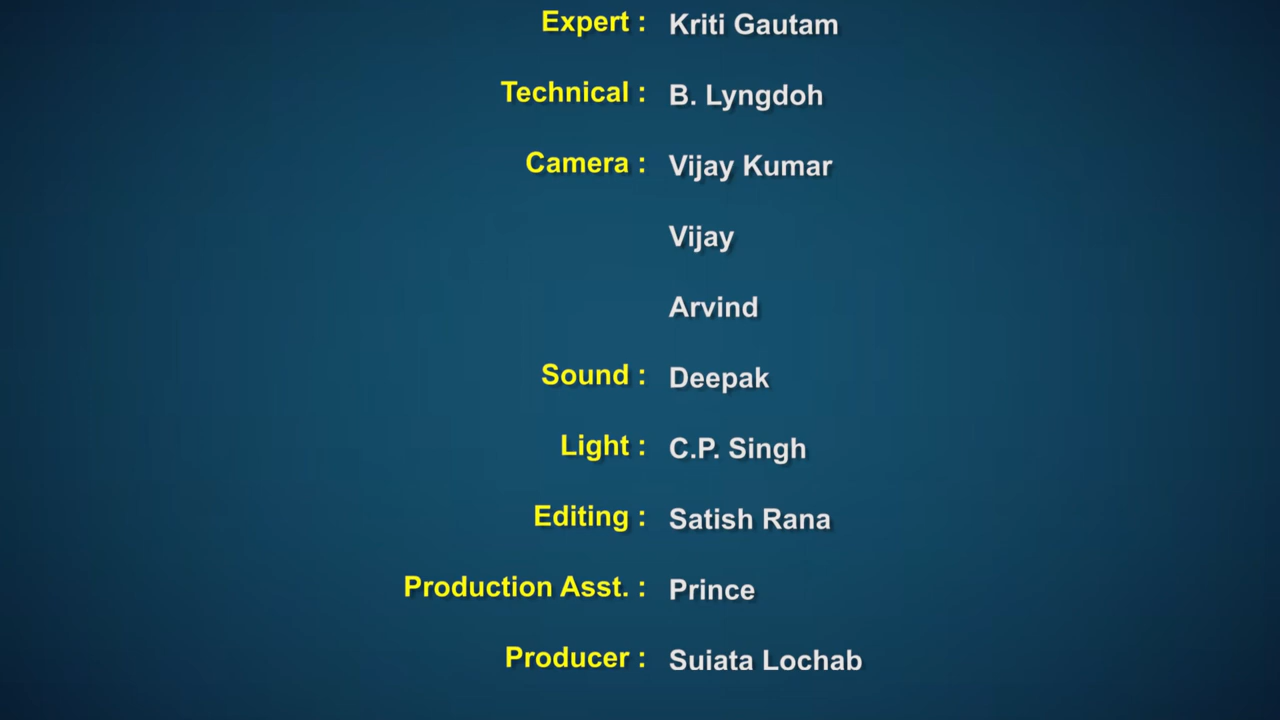 Expert : Kriti Gautam
Technical : B. Lyngdoh
Camera : Vijay Kumar
Vijay
Arvind
Sound : Deepak
Light : C.P. Singh
Editing : Satish Rana
Production Asst. : Prince
Producer : Suiata Lochab